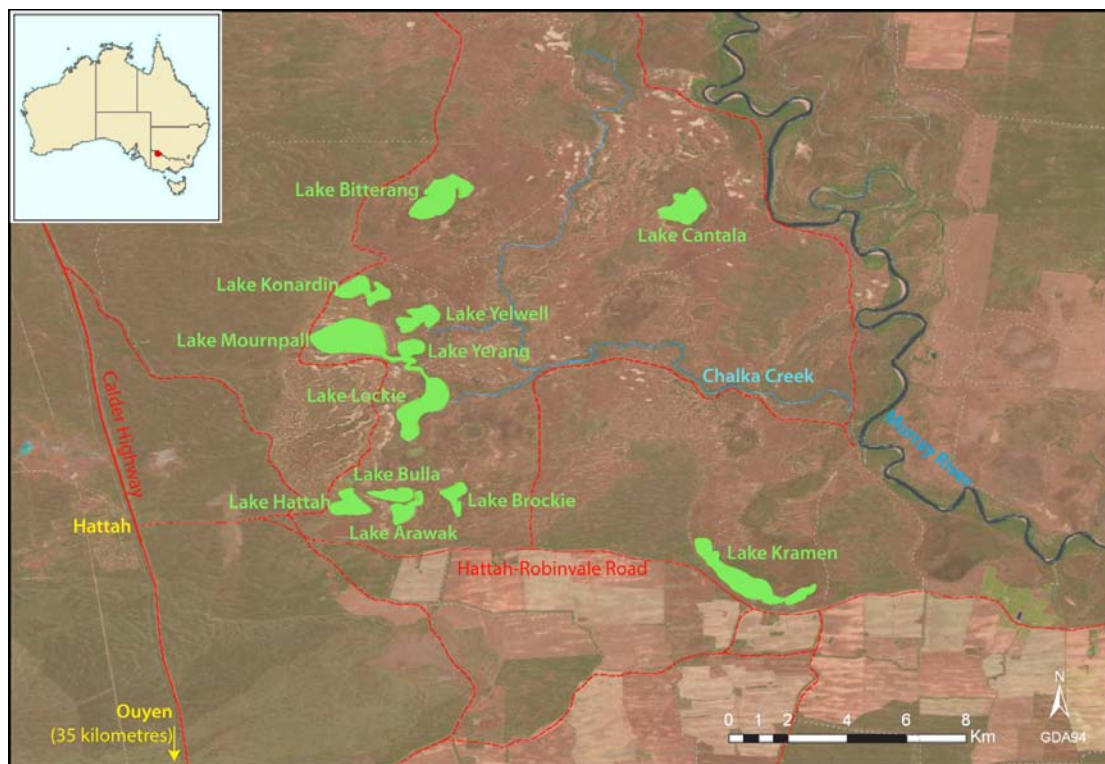 Lake Bitterang
Lake Cantala
Lake Konardin
Lake Yelwell
Lake Mournpall
Lake Yerang
Chalka Creek
Lake Lockie
Calder Highway
Murray River
Lake Bulla
Lake Hattah
Lake Brockie
Hattah
Lake Arawak
Lake Kramen
Hattah-Robinvale Road
Ouyen
(35 kilometres)
N
0 1 2 4 6 8
Km
GDA94